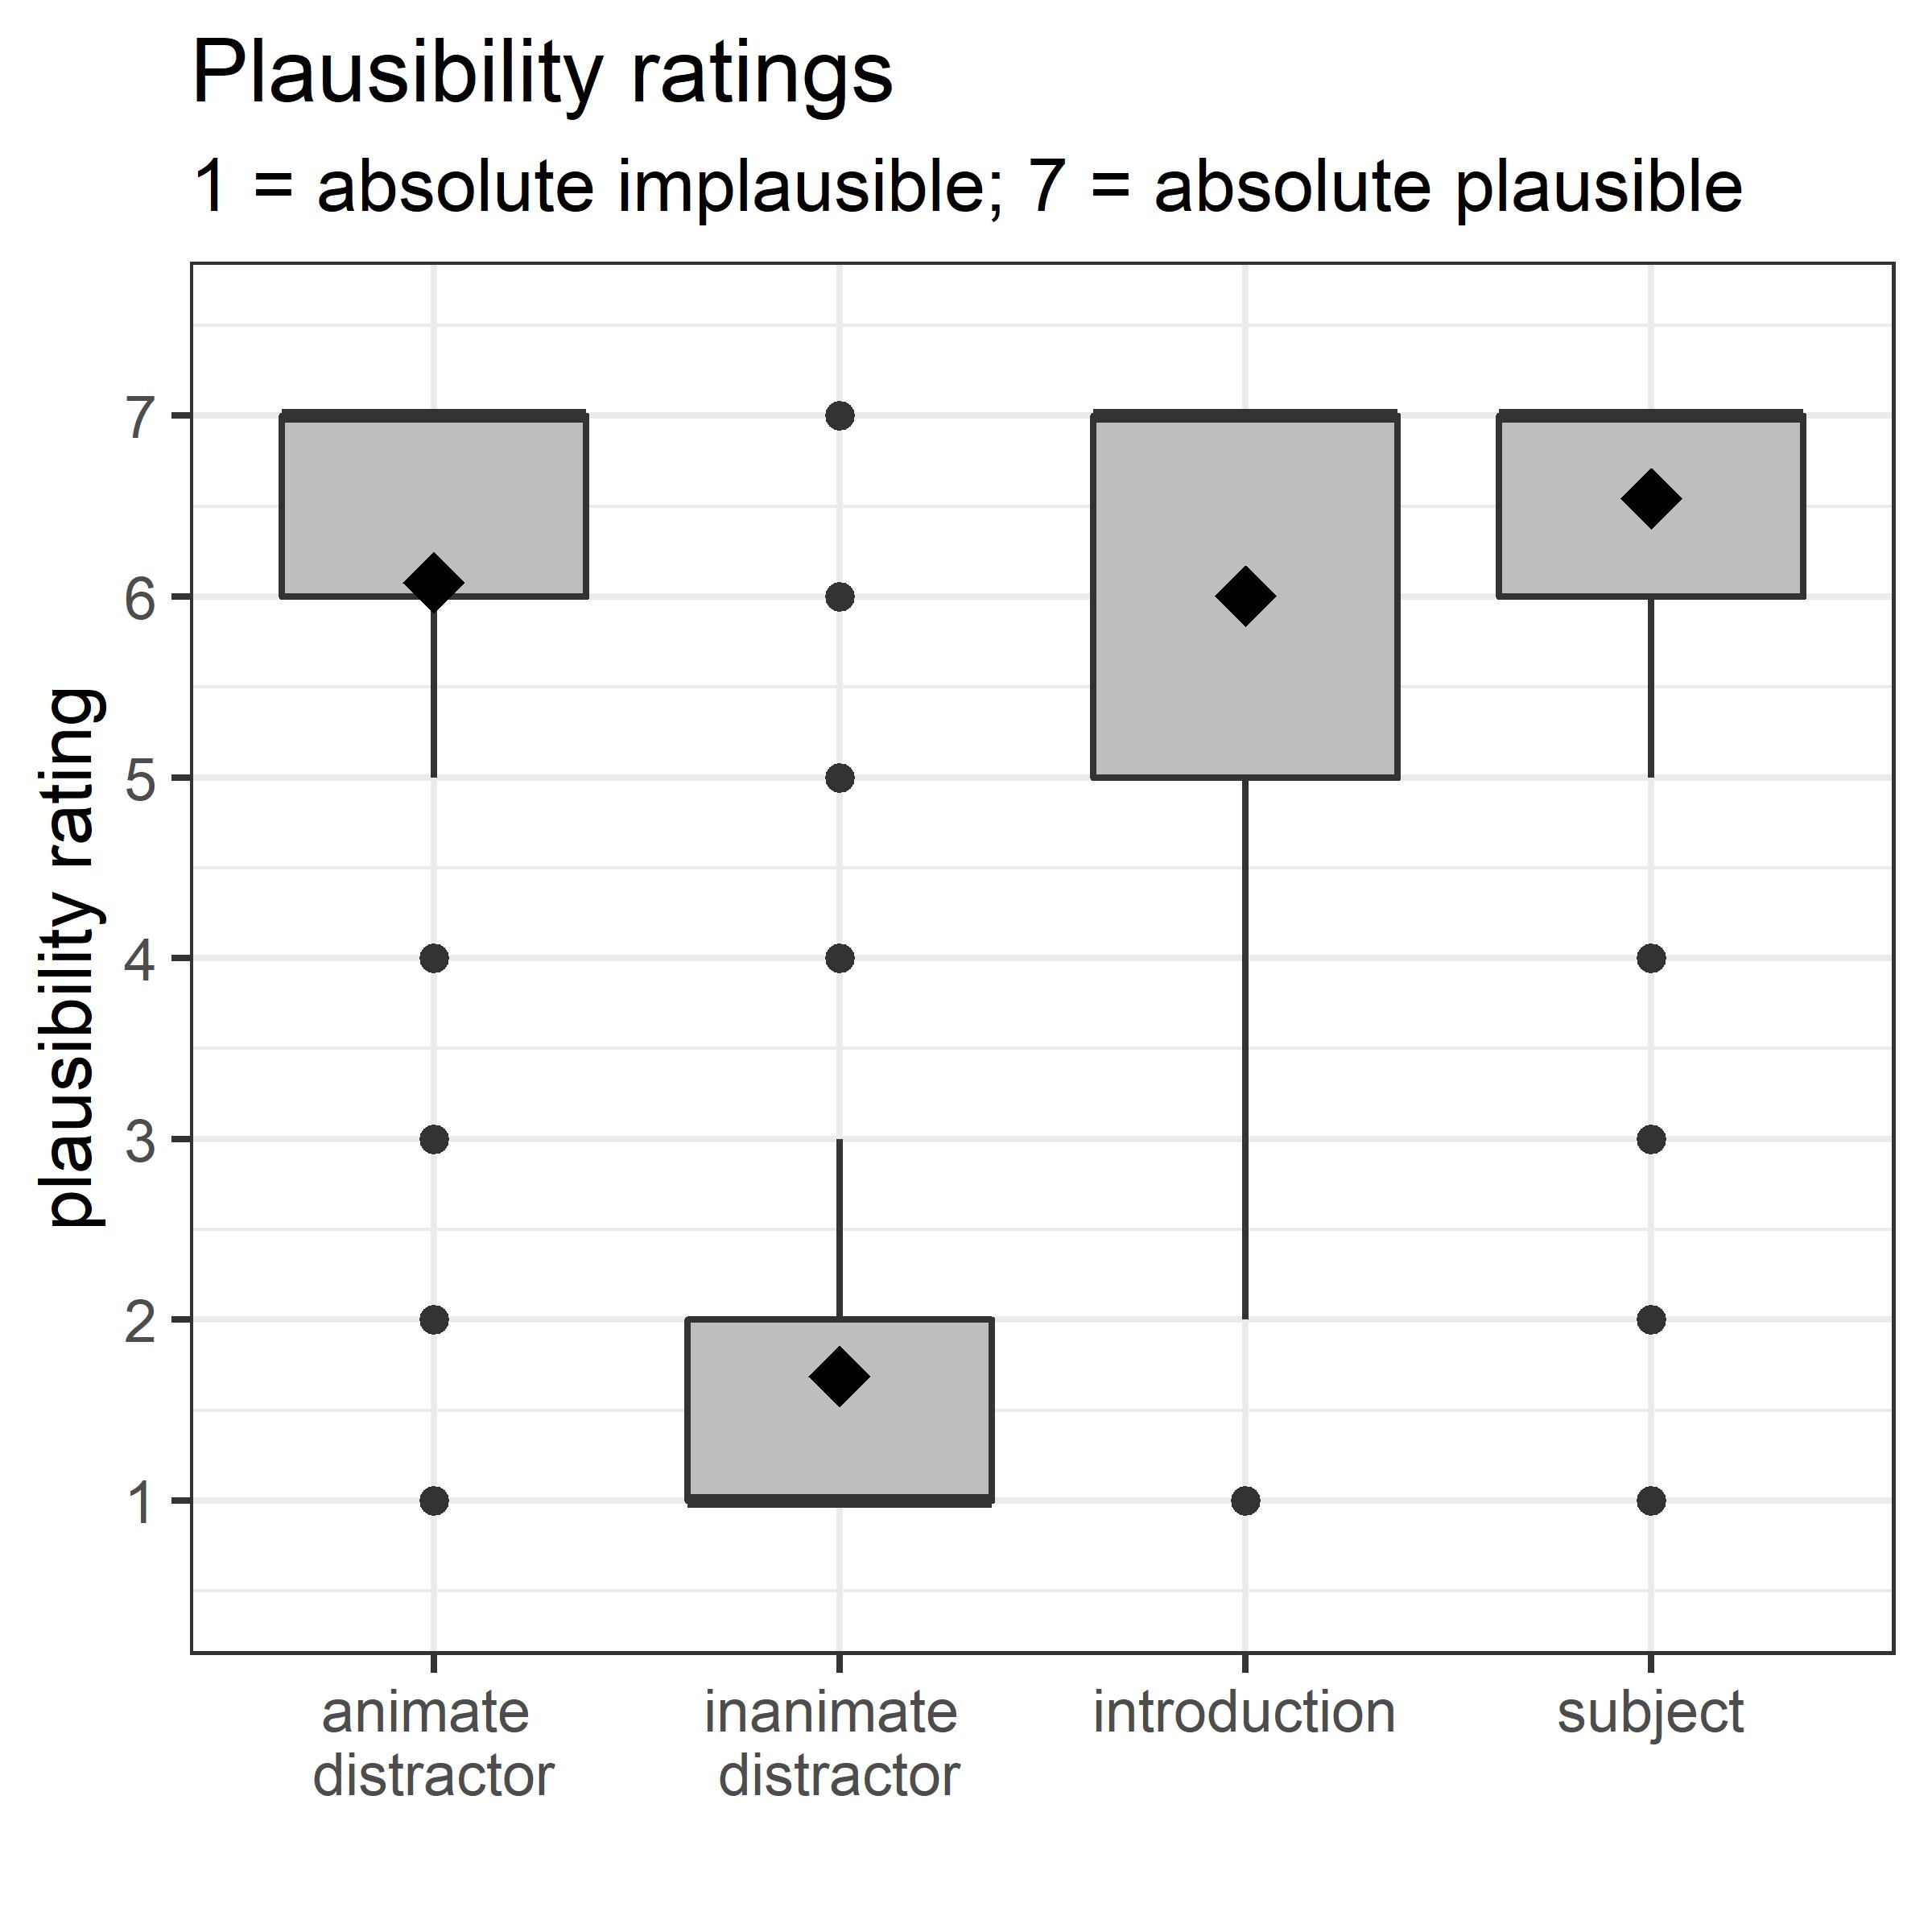 Plausibility ratings
1 = absolute implausible; 7 = absolute plausible
plausibility rating
7
6
5
4
3
2
1
animate
distractor
inanimate
distractor
introduction
subject